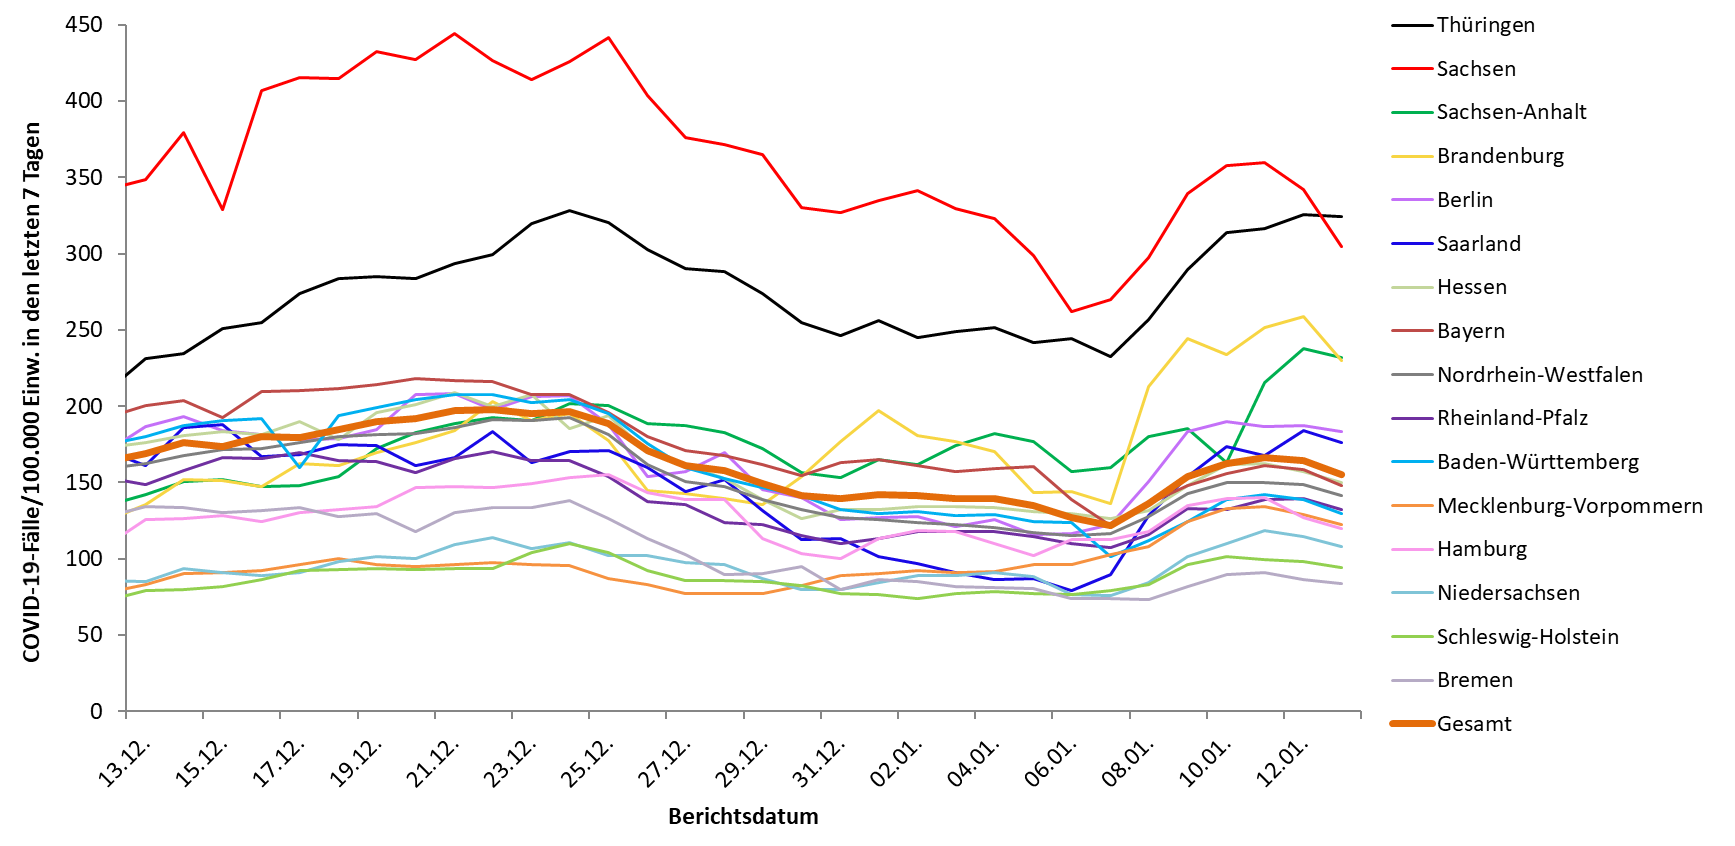 COVID-19-Fälle/100.000 Einw. in den letzten 7 Tagen
450
400
350
300
250
200
150
100
50
0
13.12.
15.12.
17.12.
19.12.
21.12.
23.12.
25.12.
27.12.
29.12.
31.12.
02.01.
04.01.
06.01.
08.01.
10.01.
12.01.
Berichtsdatum
Thüringen
Sachsen
Sachsen-Anhalt
Brandenburg
Berlin
Saarland
Hessen
Bayern
Nordrhein-Westfalen
Rheinland-Pfalz
Baden-Württemberg
Mecklenburg-Vorpommern
Hamburg
Niedersachsen
Schleswig-Holstein
Bremen
Gesamt